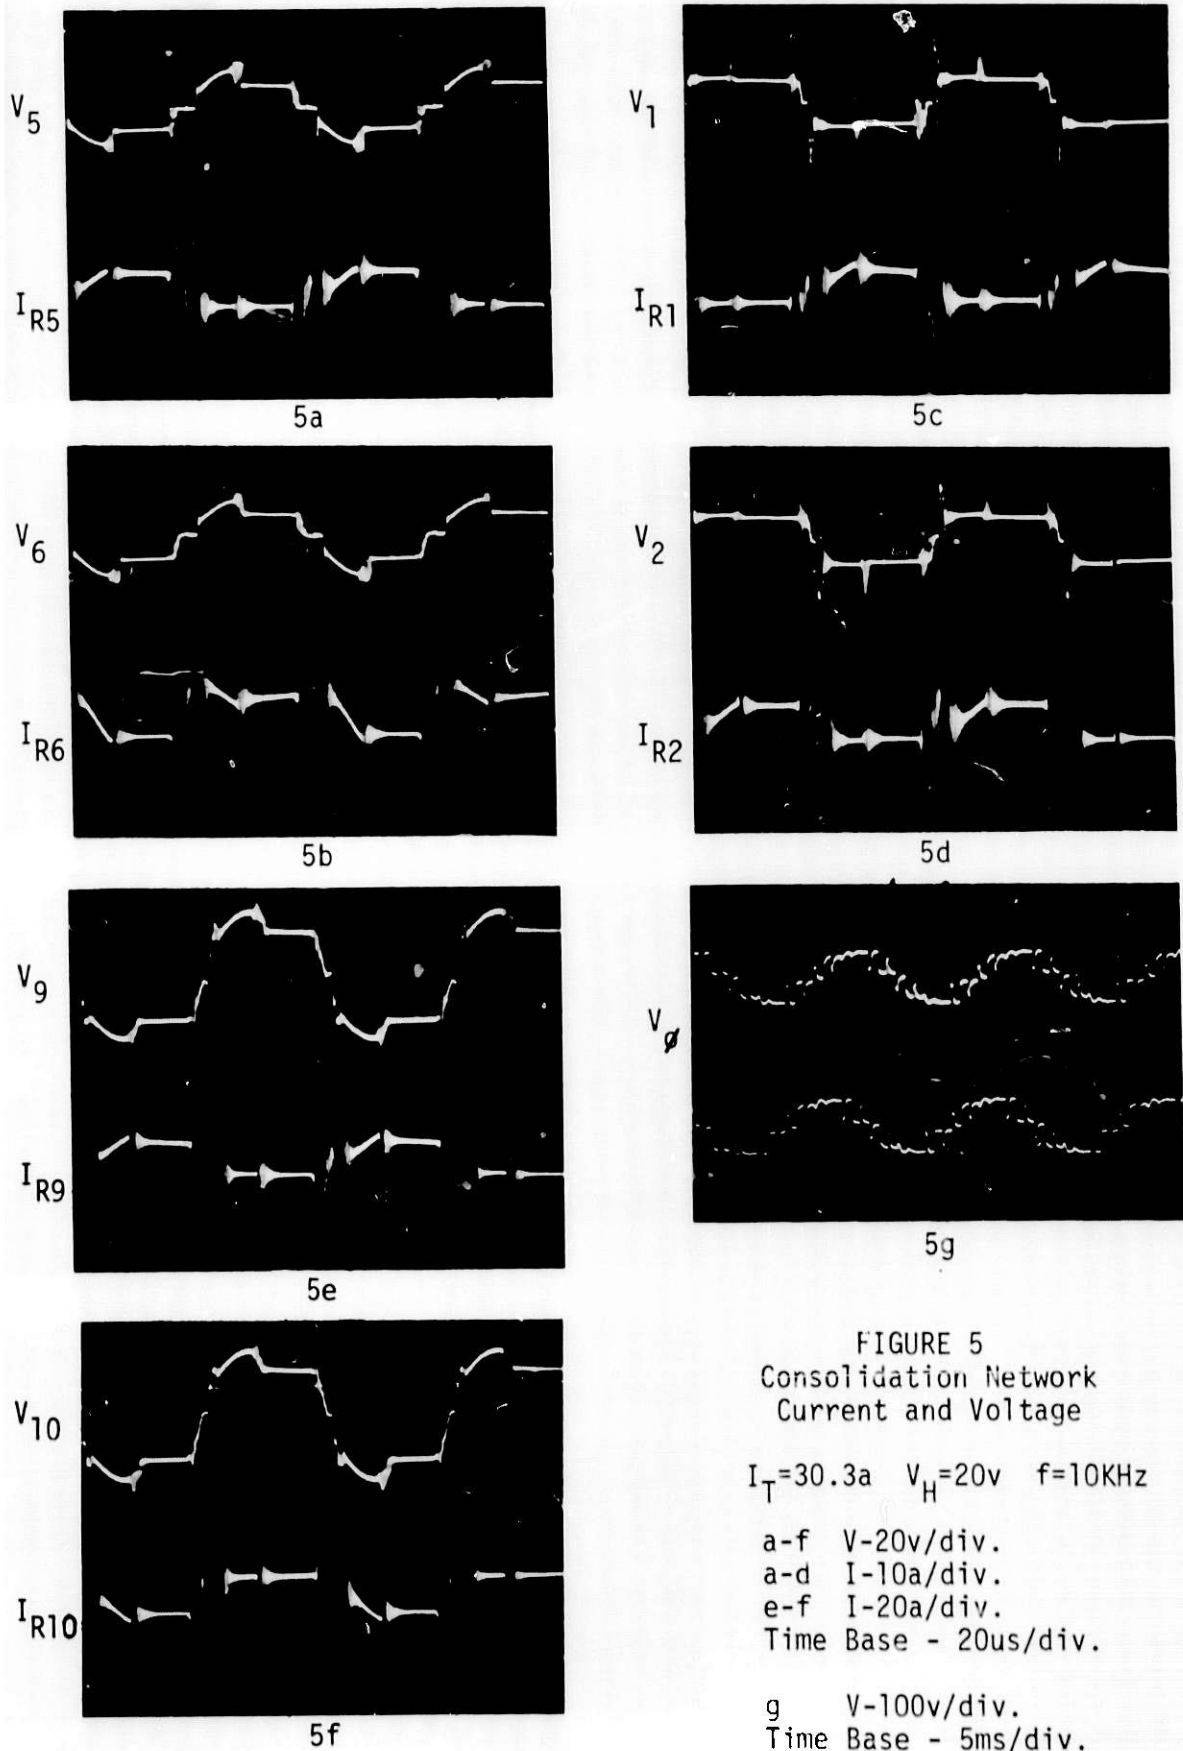 V5
IR5
5a
V1
IR1
5c
V6
IR6
5b
V2
IR2
5d
V9
IR9
5e
Vø
5g
V10
IR10
5f
FIGURE 5
Consolidation Network
Current and Voltage
IT=30.3a VH=20v f=10KHz
a-f V-20v/div.
a-d I-10a/div.
e-f I-20a/div.
Time Base - 20us/div.
g V-100v/div.
Time Base - 5ms/div.